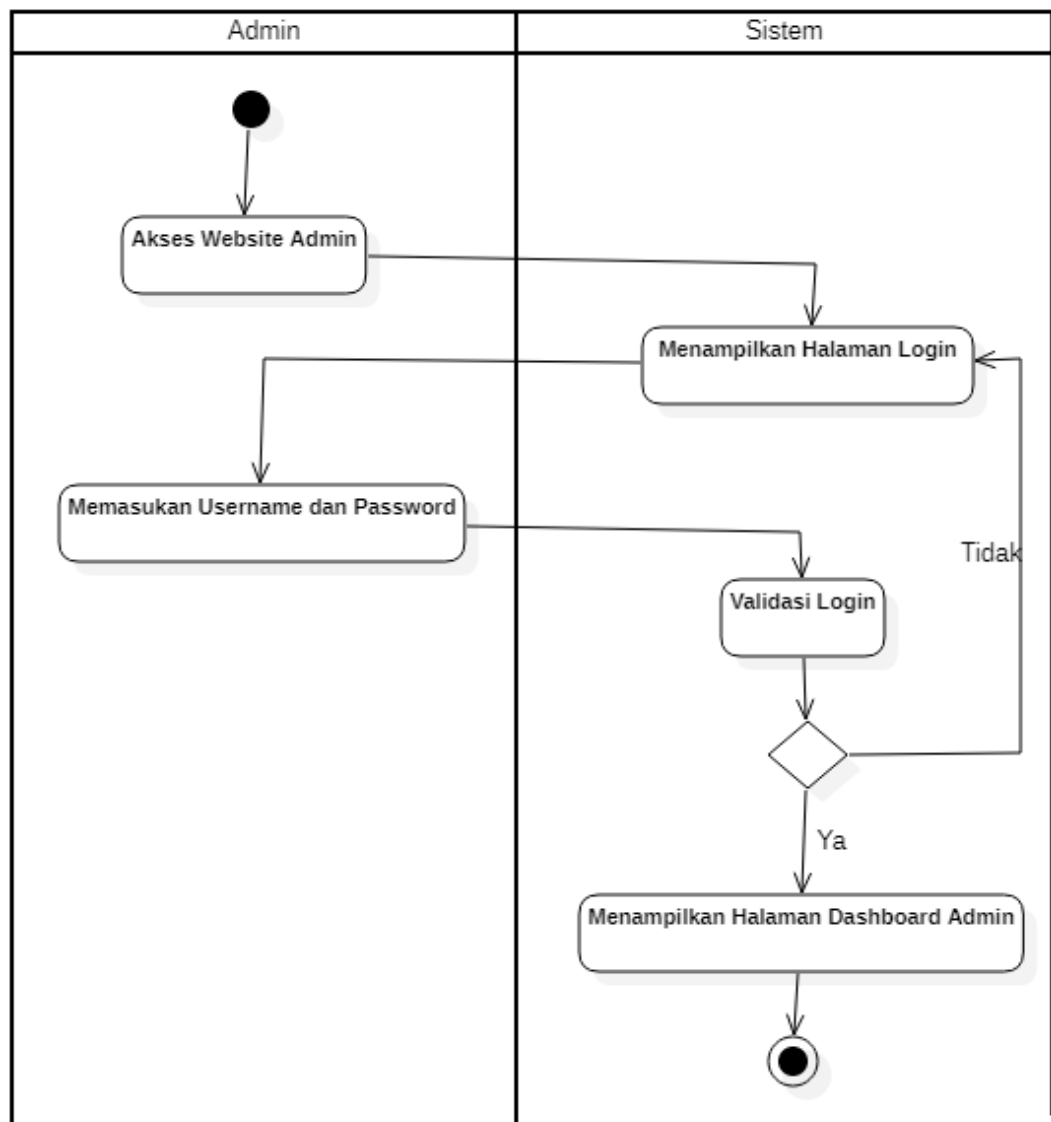 Admin
Sistem
Akses Website Admin
Menampilkan Halaman Login
Memasukan Username dan Password
Validasi Login
Tidak
Ya
Menampilkan Halaman Dashboard Admin